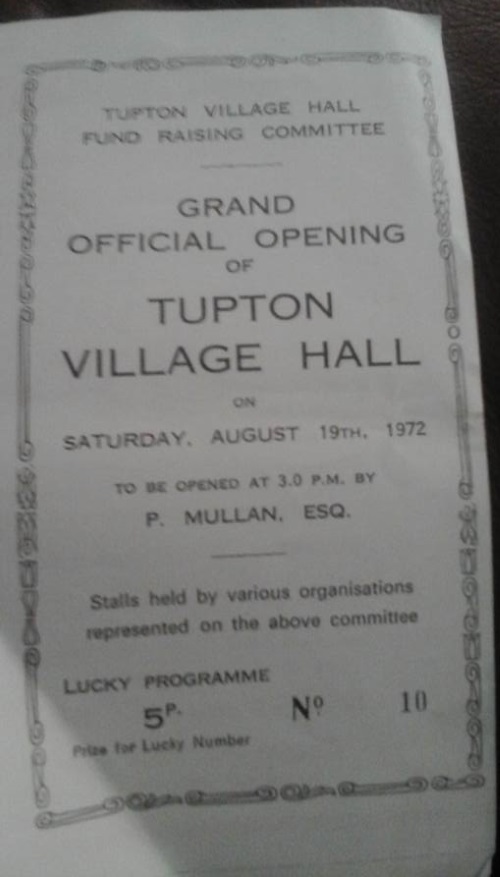 TUPTON VILLAGE HALL
FUND RAISING COMMITTEE
GRAND
OFFICIAL OPENING
OF
TUPTON
VILLAGE HALL
ON
SATURDAY, AUGUST 19TH, 1972
TO BE OPENED AT 3.0 P.M. BY
P. MULLAN, ESQ.
Stalls held by various organisations
represented on the above committee
LUCKY PROGRAMME
5P. Nº 10
Prize for Lucky Number